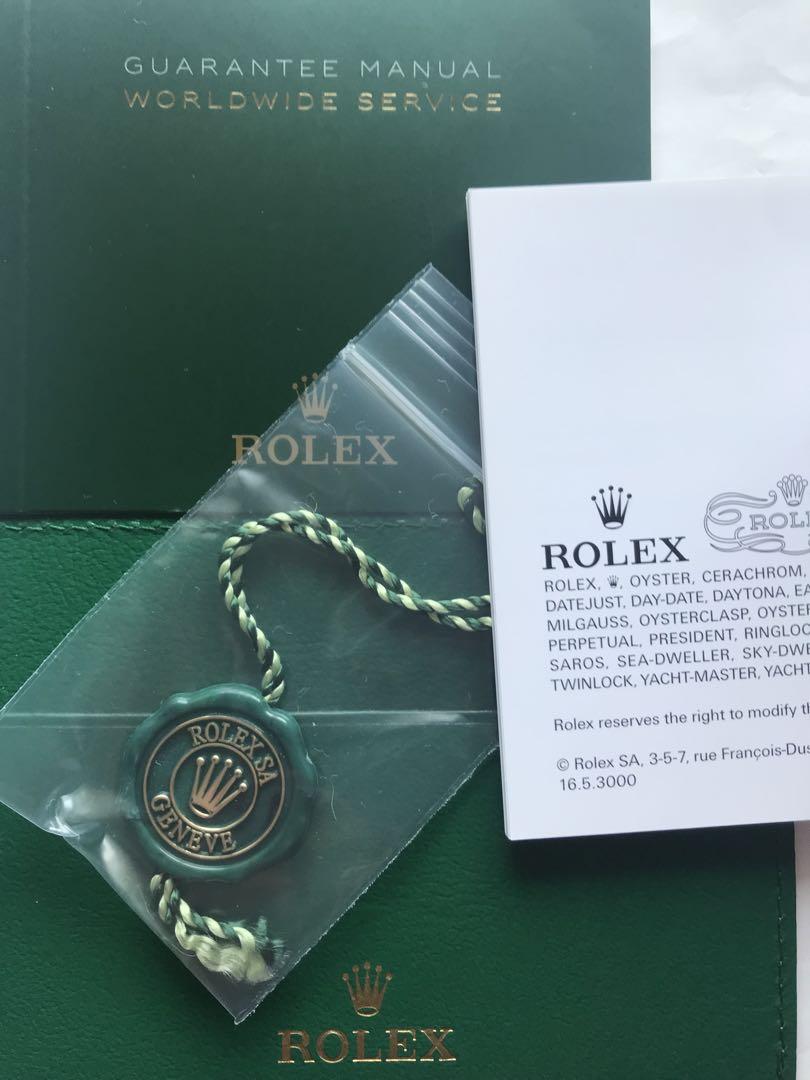 GUARANTEE MANUAL
WORLDWIDE SERVICE
ROLEX
ROLEX SA
GENEVE
ROLEX
ROLEX
ROLEX, OYSTER, CERACHROM,
DATEJUST, DAY-DATE, DAYTONA,
MILGAUSS, OYSTERCLASP,
PERPETUAL, PRESIDENT,
SAROS, SEA-DWELLER,
TWINLOCK, YACHT-MASTER,
Rolex reserves the right to modify
© Rolex SA, 3-5-7, rue
16.5.3000